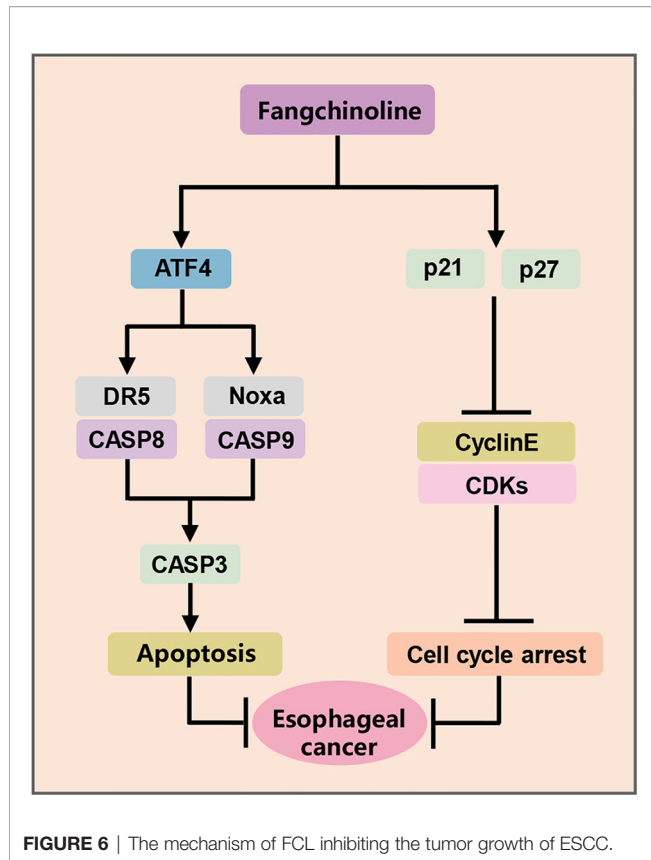 Fangchinoline
ATF4
p21 p27
DR5 Noxa
CASP8 CASP9
CyclinE
CDKs
CASP3
Apoptosis Cell cycle arrest
Esophageal
cancer
FIGURE 6 | The mechanism of FCL inhibiting the tumor growth of ESCC.